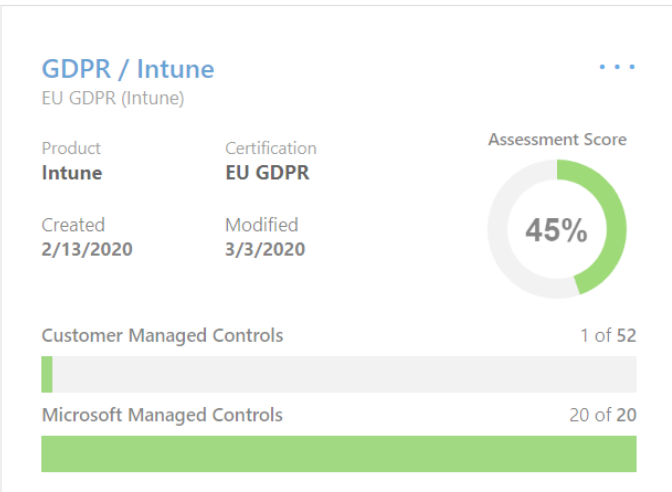 GDPR / Intune
...
EU GDPR (Intune)
Product
Intune
Certification
EU GDPR
Created
2/13/2020
Modified
3/3/2020
Assessment Score
45%
Customer Managed Controls 1 of 52
Microsoft Managed Controls 20 of 20